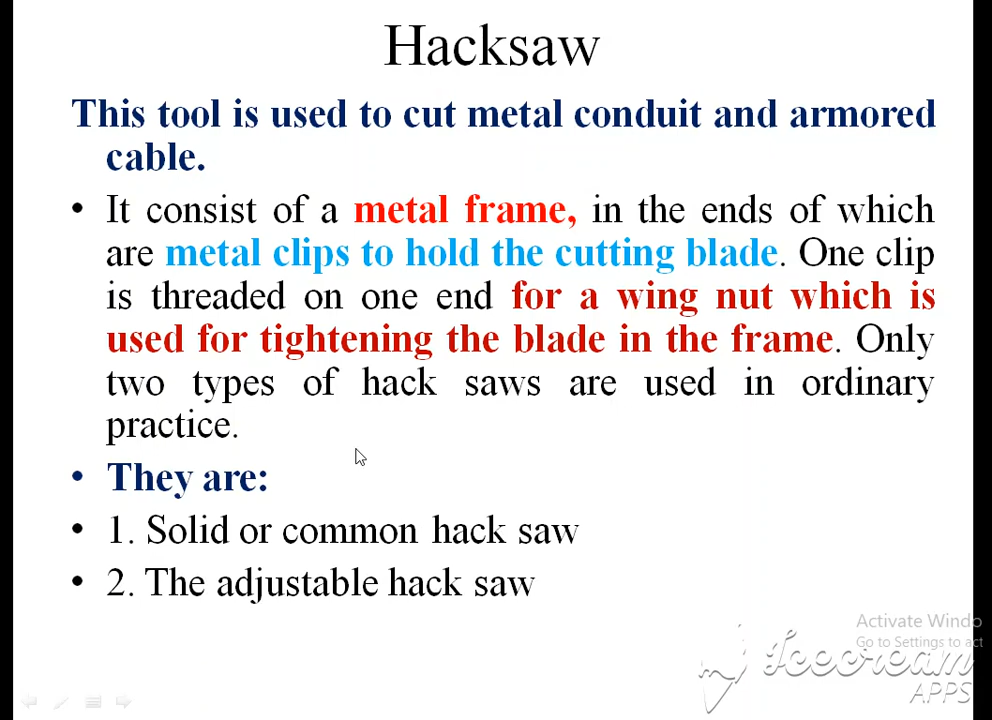 Hacksaw
This tool is used to cut metal conduit and armored
cable.
• It consist of a metal frame, in the ends of which
are metal clips to hold the cutting blade. One clip
is threaded on one end for a wing nut which is
used for tightening the blade in the frame. Only
two types of hack saws are used in ordinary
practice.
• They are:
• 1. Solid or common hack saw
• 2. The adjustable hack saw
Activate Windo
Go to Settings to act
Icecream
APPS